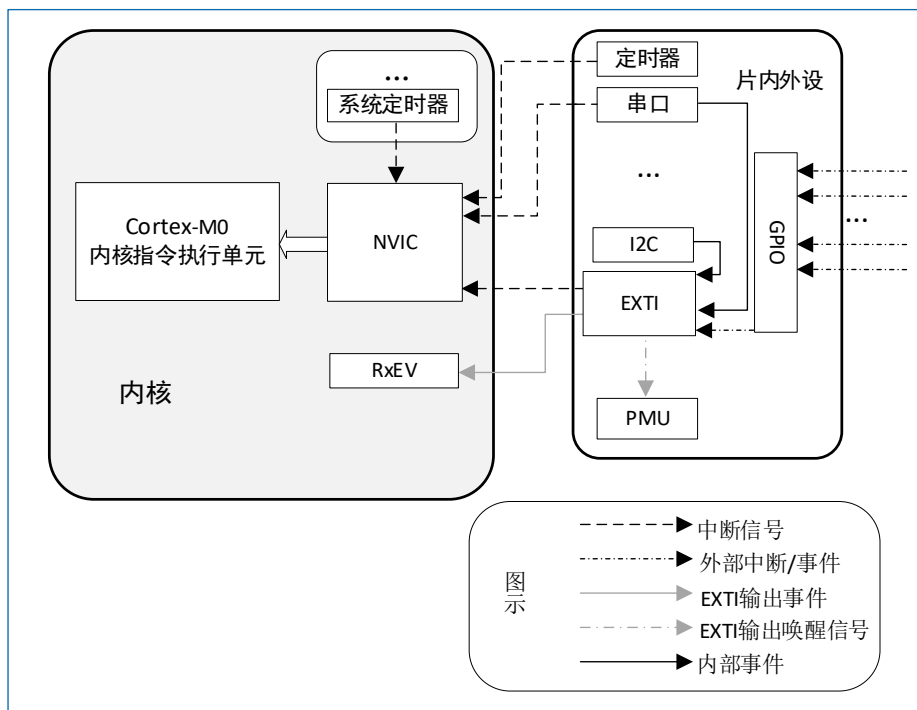 ...
系统定时器
定时器
串口
片内外设
...
...
Cortex-M0
内核指令执行单元
NVIC
I2C
GPIO
EXTI
RxEV
内核
PMU
图示
中断信号
外部中断/事件
EXTI输出事件
EXTI输出唤醒信号
内部事件